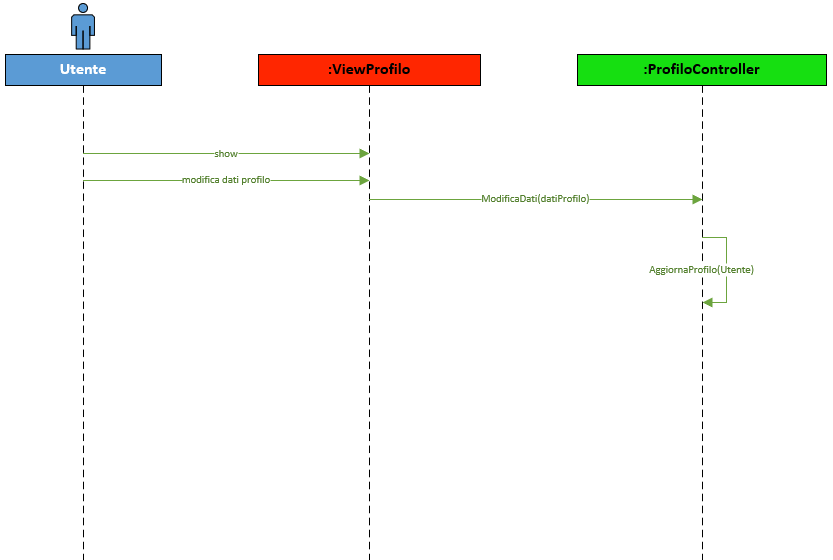 Utente
:ViewProfilo
:ProfiloController
show
modifica dati profilo
ModificaDati(datiProfilo)
AggiornaProfilo(Utente)